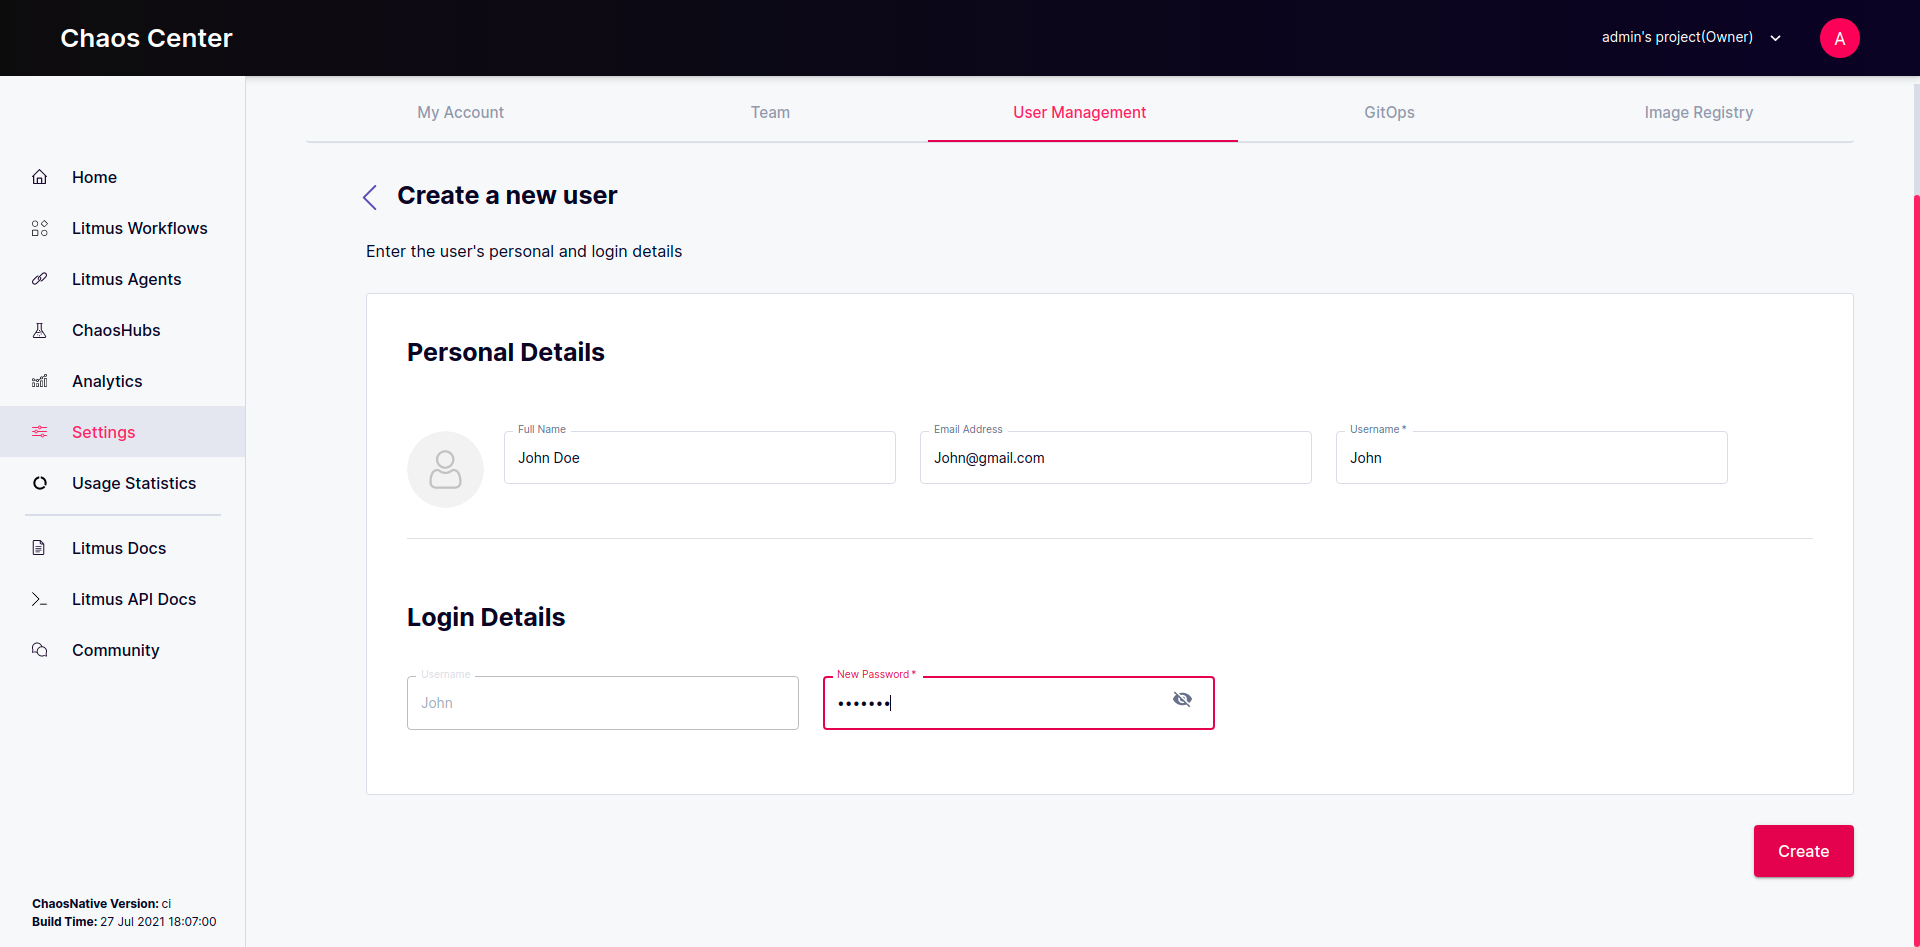 Chaos Center
admin's project(Owner)
A
My Account
Team
User Management
GitOps
Image Registry
Home
Litmus Workflows
Litmus Agents
ChaosHubs
Analytics
Settings
Usage Statistics
Litmus Docs
Litmus API Docs
Community
ChaosNative Version: ci
Build Time: 27 Jul 2021 18:07:00
Create a new user
Enter the user's personal and login details
Personal Details
Full Name
John Doe
Email Address
John@gmail.com
Username *
John
Login Details
Username
John
New Password *
•••••••
Create